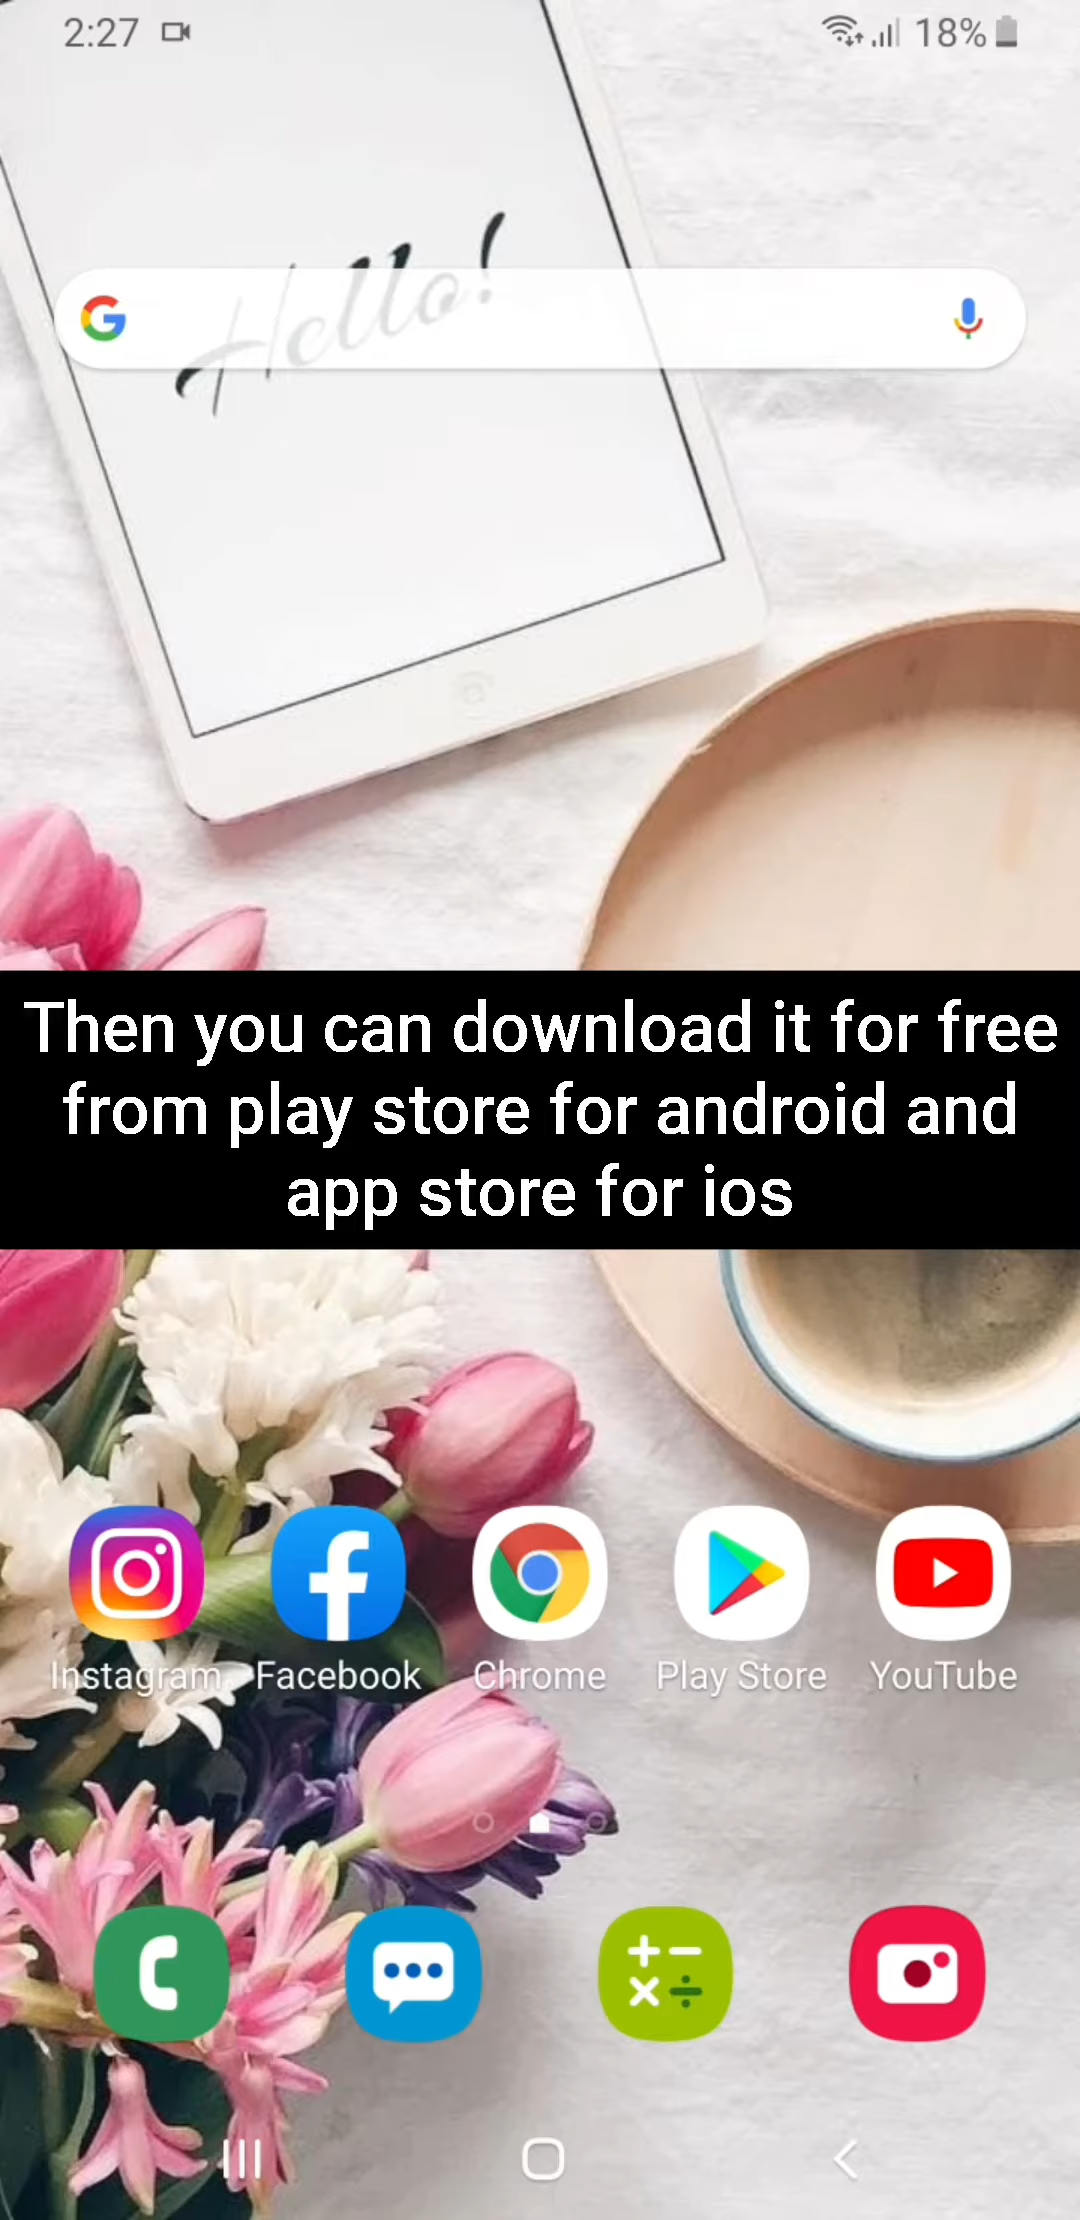 2:27
18%
Hello!
Then you can download it for free
from play store for android and
app store for ios
Instagram
Facebook
Chrome
Play Store
YouTube